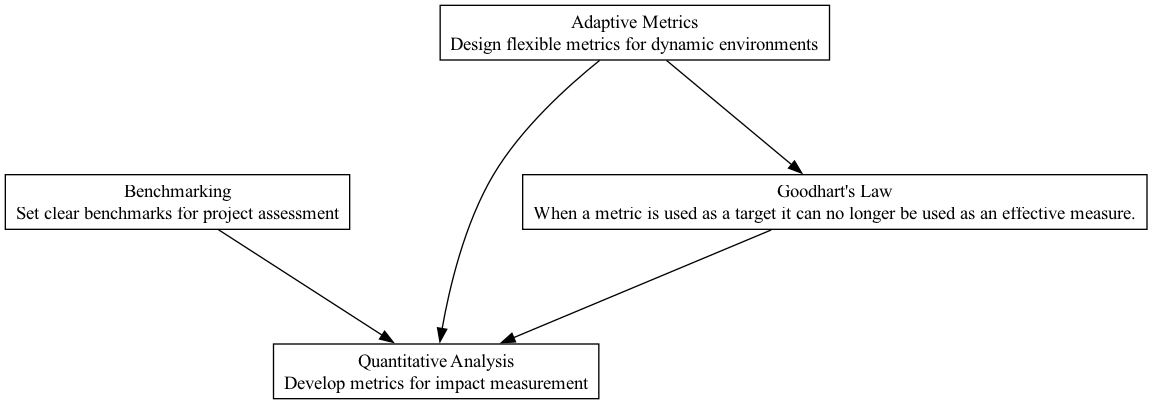 Adaptive Metrics
Design flexible metrics for dynamic environments
Benchmarking
Set clear benchmarks for project assessment
Goodhart's Law
When a metric is used as a target it can no longer be used as an effective measure.
Quantitative Analysis
Develop metrics for impact measurement